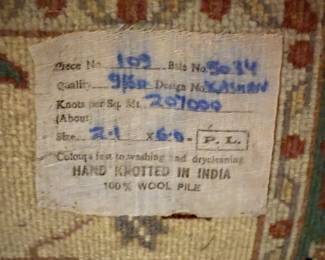 Piece No. 109 Bale No. 5034
Quality 9/60 Design No. KASHAN
Knots per Sq. Mt. 207000
(About)
Size 2.1 X 6.0 P. L.
Colours fast to washing and drycleaning
HAND KNOTTED IN INDIA
100% WOOL PILE